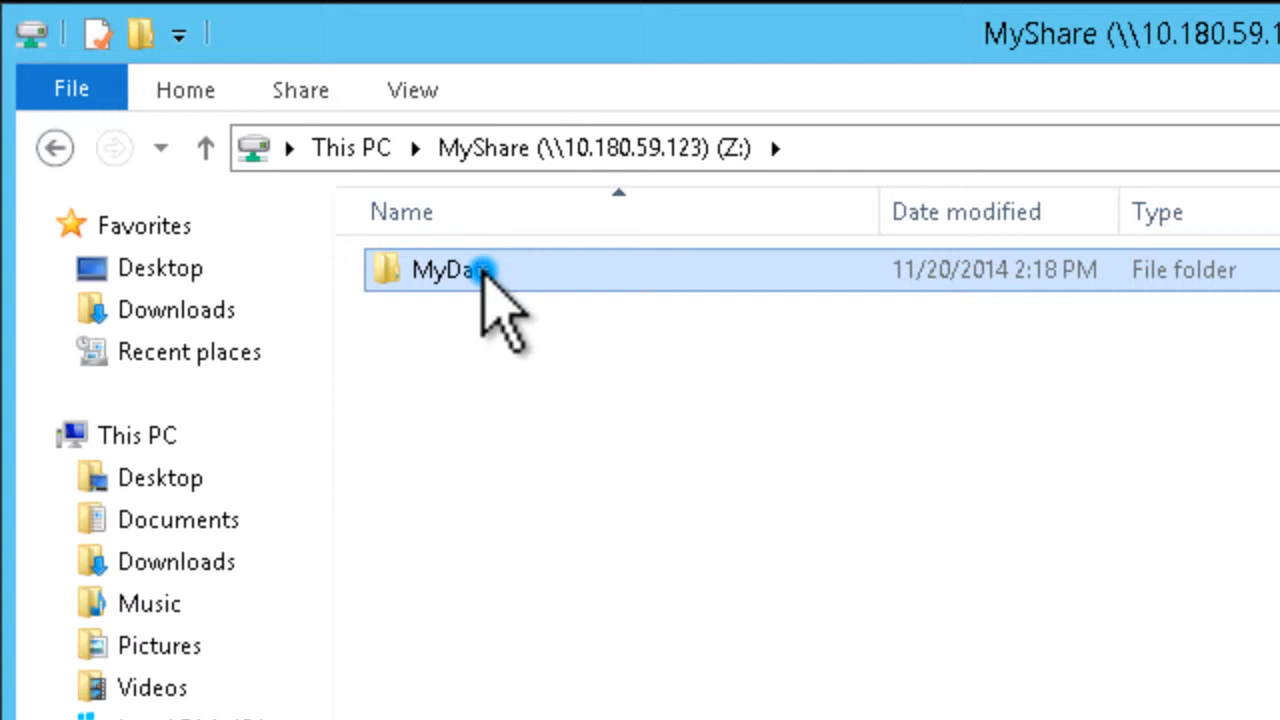 MyShare (\\10.180.59.1
File Home Share View
This PC MyShare (\\10.180.59.123) (Z:)
Name Date modified Type
MyDa 11/20/2014 2:18 PM File folder
Favorites
Desktop
Downloads
Recent places
This PC
Desktop
Documents
Downloads
Music
Pictures
Videos